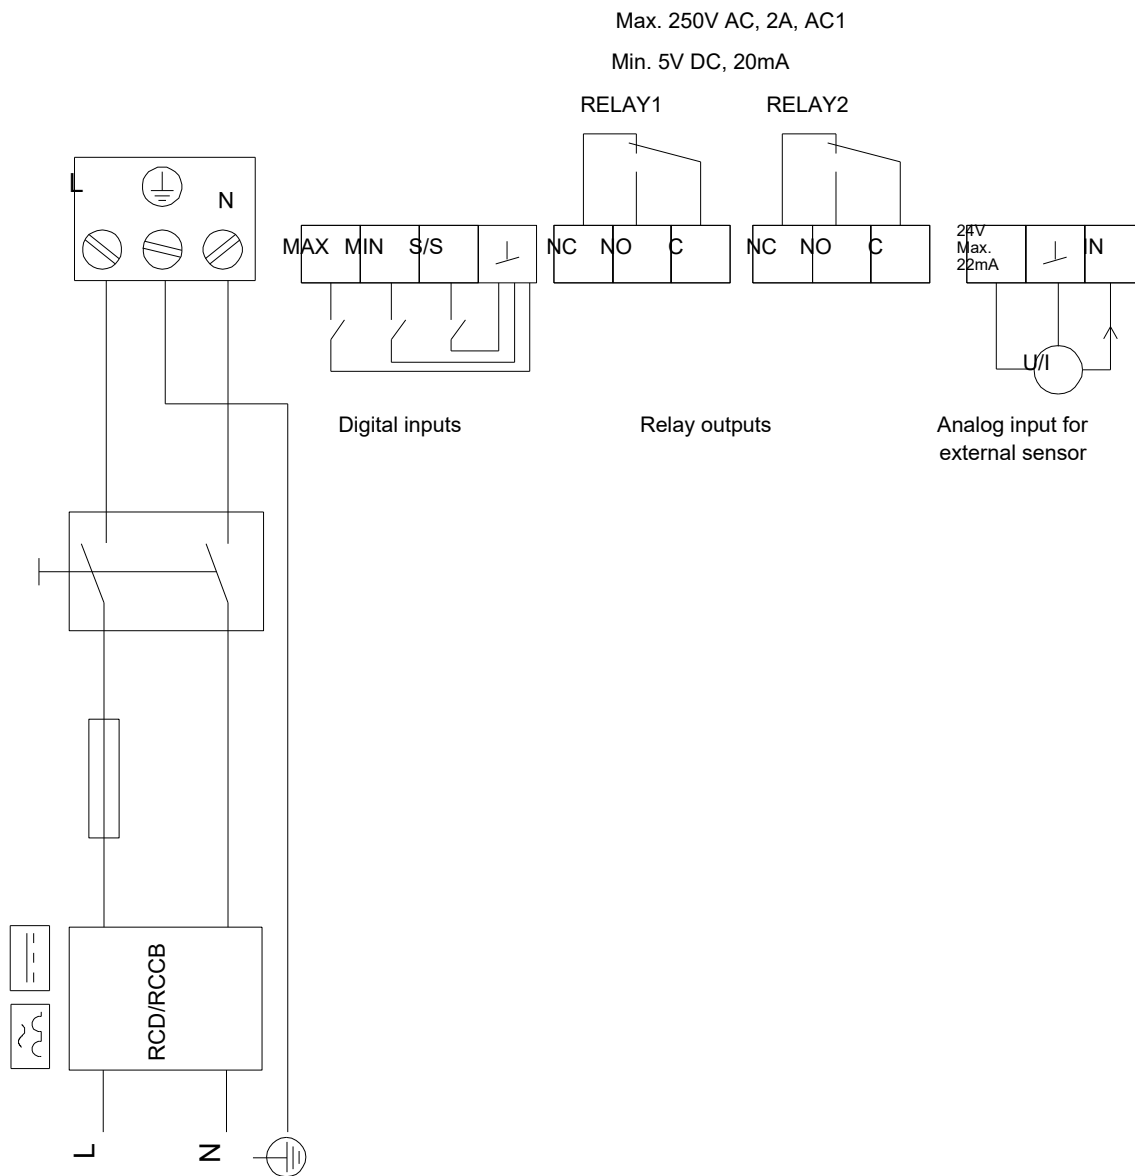 Max. 250V AC, 2A, AC1
Min. 5V DC, 20mA
RELAY1
RELAY2
L
N
MAX
MIN
S/S
NC
NO
C
NC
NO
C
24V
Max.
22mA
IN
U/I
Digital inputs
Relay outputs
Analog input for
external sensor
RCD/RCCB
L
N